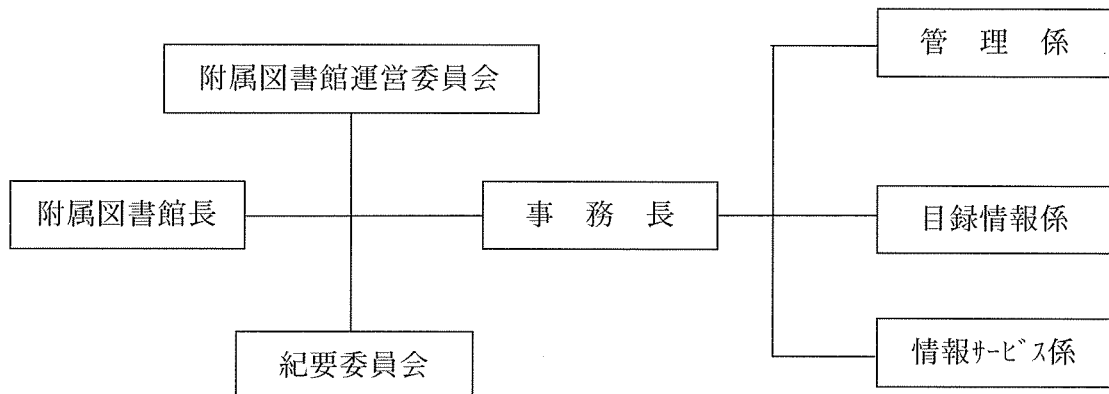 管　理　係
附属図書館運営委員会
附属図書館長
事　務　長
目録情報係
紀要委員会
情報ｻｰﾋﾞｽ係